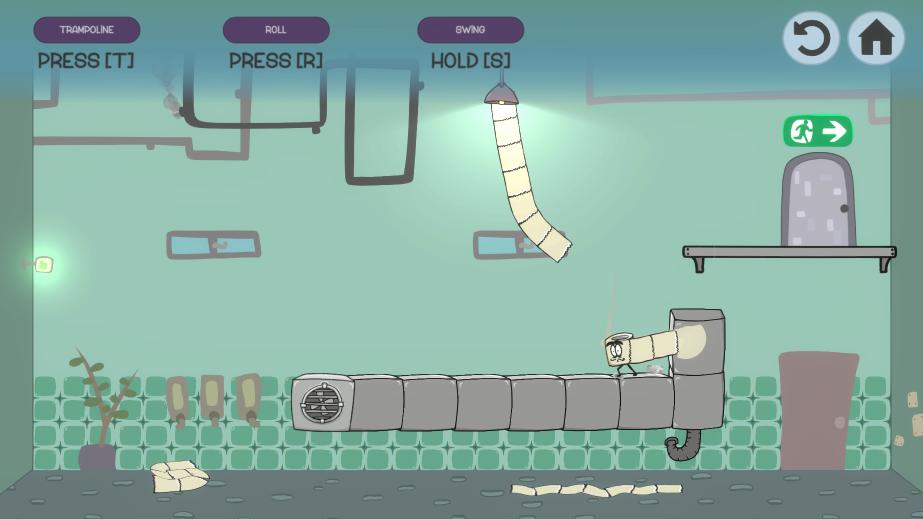 TRAMPOLINE
ROLL
SWING
PRESS [T]
PRESS [R]
HOLD [S]